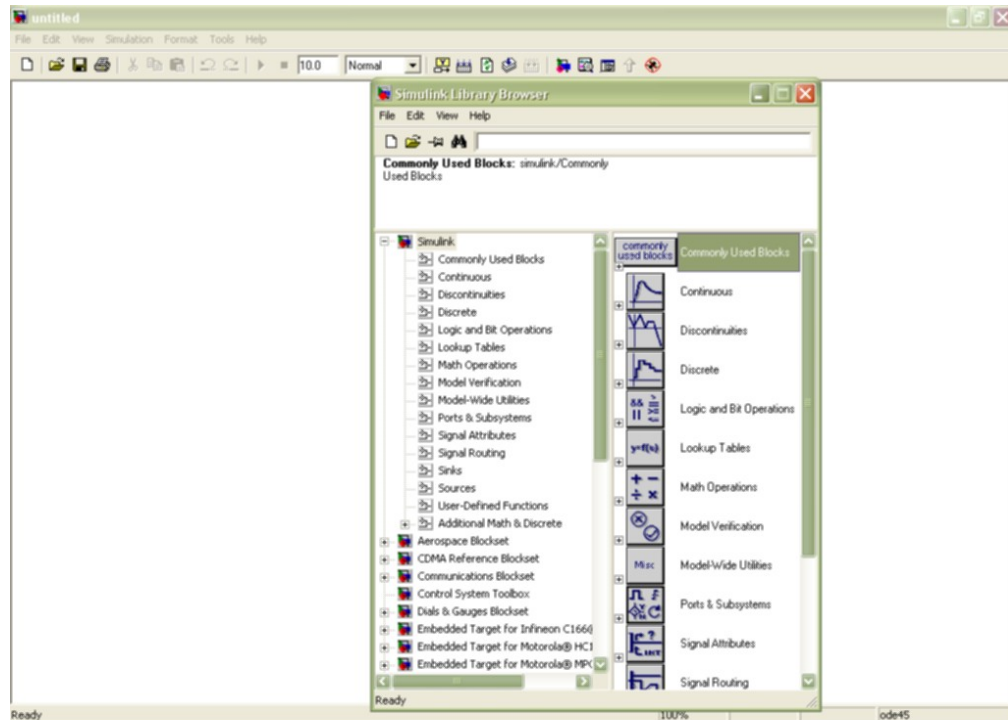 untitled
File Edit View Simulation Format Tools Help
10.0 Normal
Simulink Library Browser
File Edit View Help
Commonly Used Blocks: simulink/Commonly
Used Blocks
Simulink
Commonly Used Blocks
Continuous
Discontinuities
Discrete
Logic and Bit Operations
Lookup Tables
Math Operations
Model Verification
Model-Wide Utilities
Ports & Subsystems
Signal Attributes
Signal Routing
Sinks
Sources
User-Defined Functions
Additional Math & Discrete
Aerospace Blockset
CDMA Reference Blockset
Communications Blockset
Control System Toolbox
Dials & Gauges Blockset
Embedded Target for Infineon C166®
Embedded Target for Motorola® HC1
Embedded Target for Motorola® MPC
commonly
used blocks
Commonly Used Blocks
Continuous
Discontinuities
Discrete
Logic and Bit Operations
y=f(u)
Lookup Tables
Math Operations
Model Verification
Misc
Model-Wide Utilities
Ports & Subsystems
Signal Attributes
Signal Routing
Ready
Ready 100% ode45